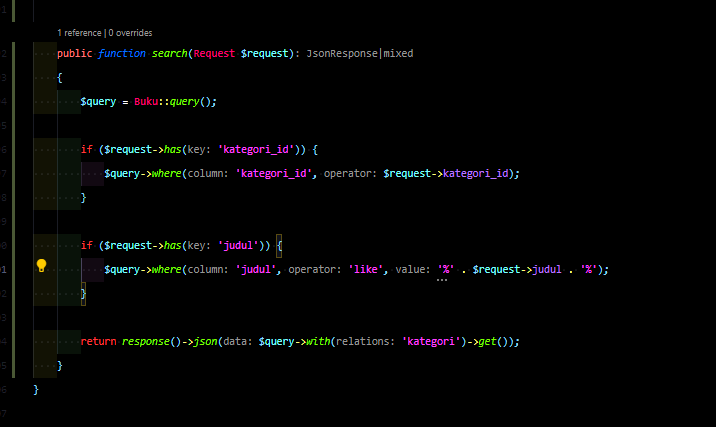 1 reference | 0 overrides
public function search(Request $request): JsonResponse|mixed
{
$query = Buku::query();
if ($request->has(key: 'kategori_id')) {
$query->where(column: 'kategori_id', operator: $request->kategori_id);
}
if ($request->has(key: 'judul')) {
$query->where(column: 'judul', operator: 'like', value: '%' . $request->judul . '%');
}
return response()->json(data: $query->with(relations: 'kategori')->get());
}
}